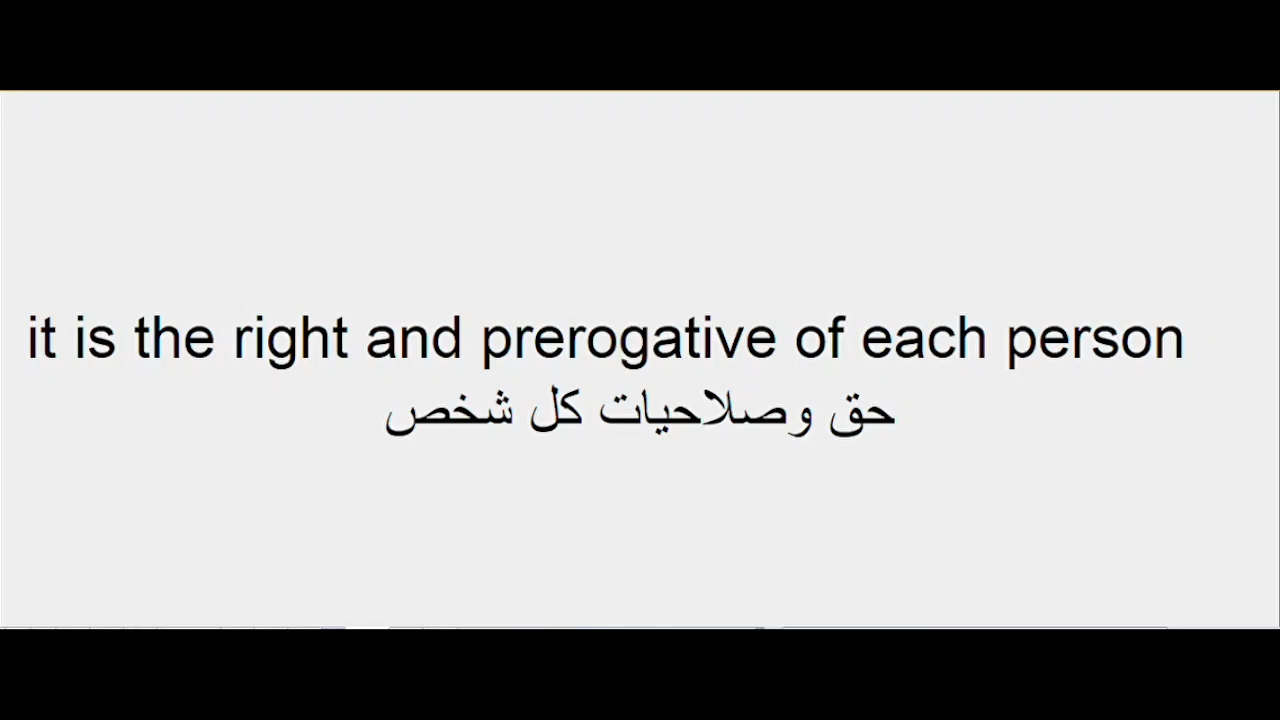 it is the right and prerogative of each person
حق وصلاحيات كل شخص